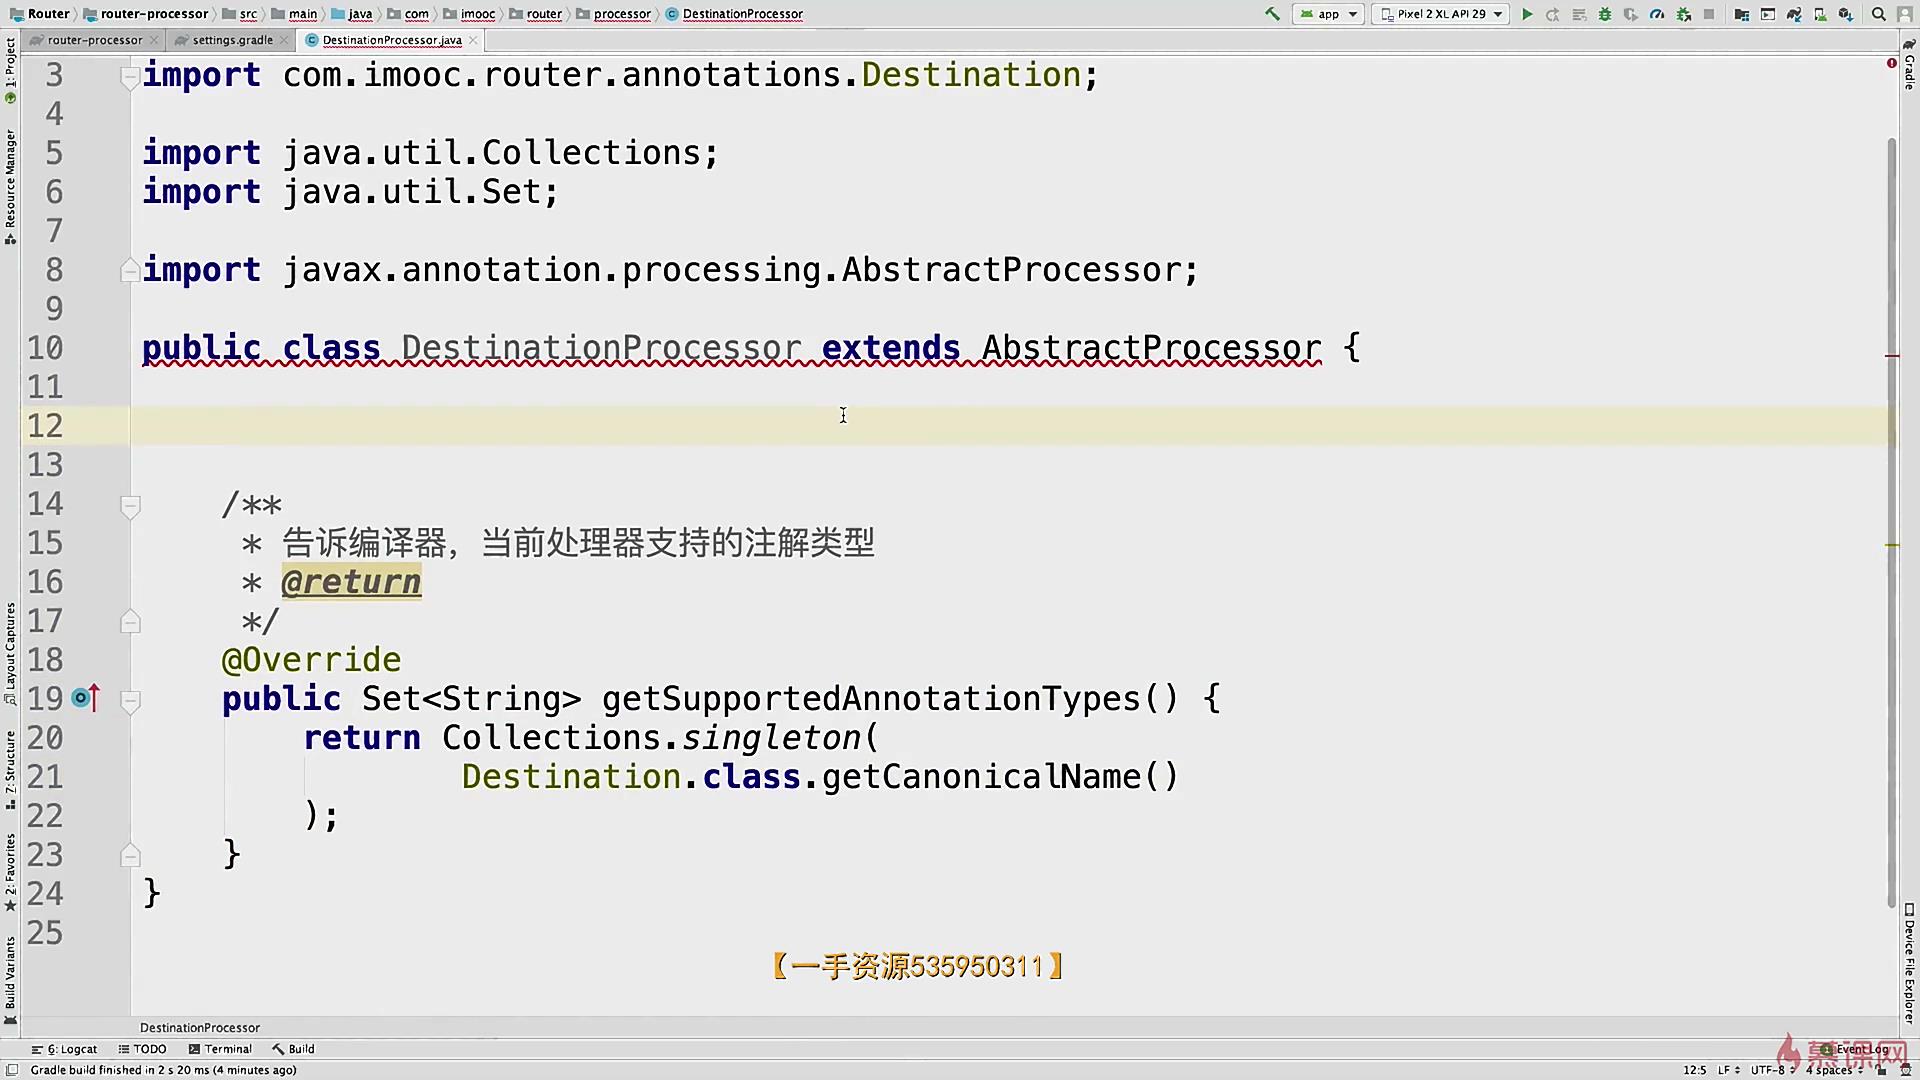 Router router-processor src main java com imooc router processor DestinationProcessor app Pixel 2 XL API 29
router-processor settings.gradle DestinationProcessor.java
3 import com.imooc.router.annotations.Destination;
4
5 import java.util.Collections;
6 import java.util.Set;
7
8 import javax.annotation.processing.AbstractProcessor;
9
10 public class DestinationProcessor extends AbstractProcessor {
11
12
13
14 /**
15 * 告诉编译器，当前处理器支持的注解类型
16 * @return
17 */
18 @Override
19 public Set<String> getSupportedAnnotationTypes() {
20 return Collections.singleton(
21 Destination.class.getCanonicalName()
22 );
23 }
24 }
25
【一手资源535950311】
DestinationProcessor
6: Logcat TODO Terminal Build Event Log
Gradle build finished in 2 s 20 ms (4 minutes ago) 12:5 LF UTF-8 4 spaces
慕课网
1: Project
Resource Manager
Layout Captures
7: Structure
2: Favorites
Build Variants
Gradle
Device File Explorer